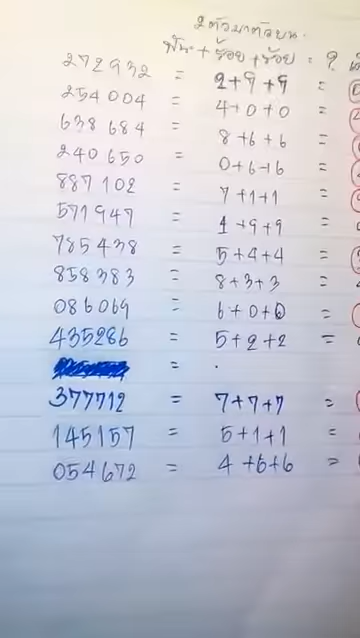 2 ตัวมาตัวบน
พัน + ร้อย + ร้อย = ?
272932 = 2+9+9 =
254004 = 4+0+0 =
638684 = 8+6+6 =
240650 = 0+6+6 =
887102 = 7+1+1 =
571947 = 1+9+9 =
785438 = 5+4+4 =
858383 = 8+3+3 =
086069 = 6+0+0 =
435286 = 5+2+2 =
= .
377712 = 7+7+7 =
145157 = 5+1+1 =
054672 = 4+6+6 =